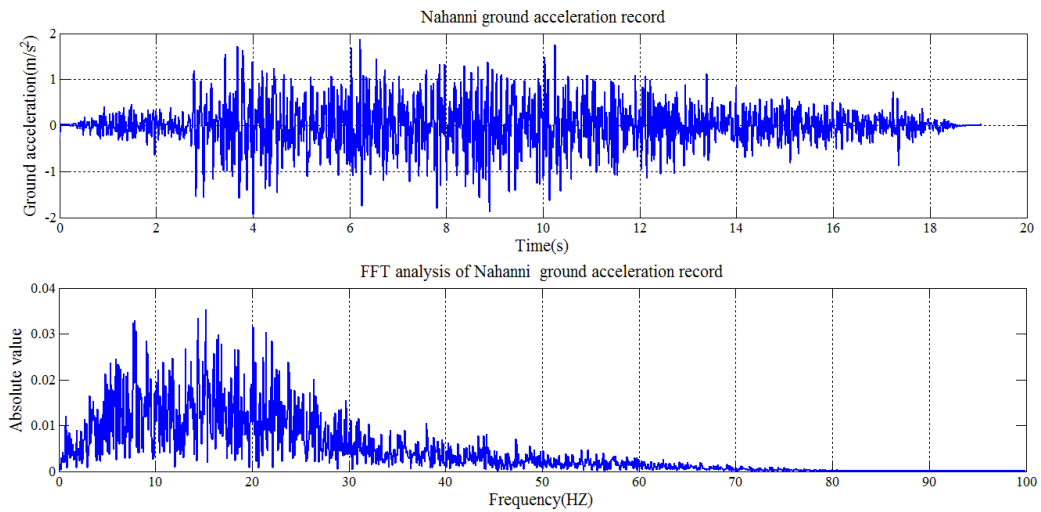 Nahanni ground acceleration record
Ground acceleration(m/s²)
2
1
0
-1
-2
0 2 4 6 8 10 12 14 16 18 20
Time(s)
FFT analysis of Nahanni ground acceleration record
Absolute value
0.04
0.03
0.02
0.01
0
0 10 20 30 40 50 60 70 80 90 100
Frequency(HZ)